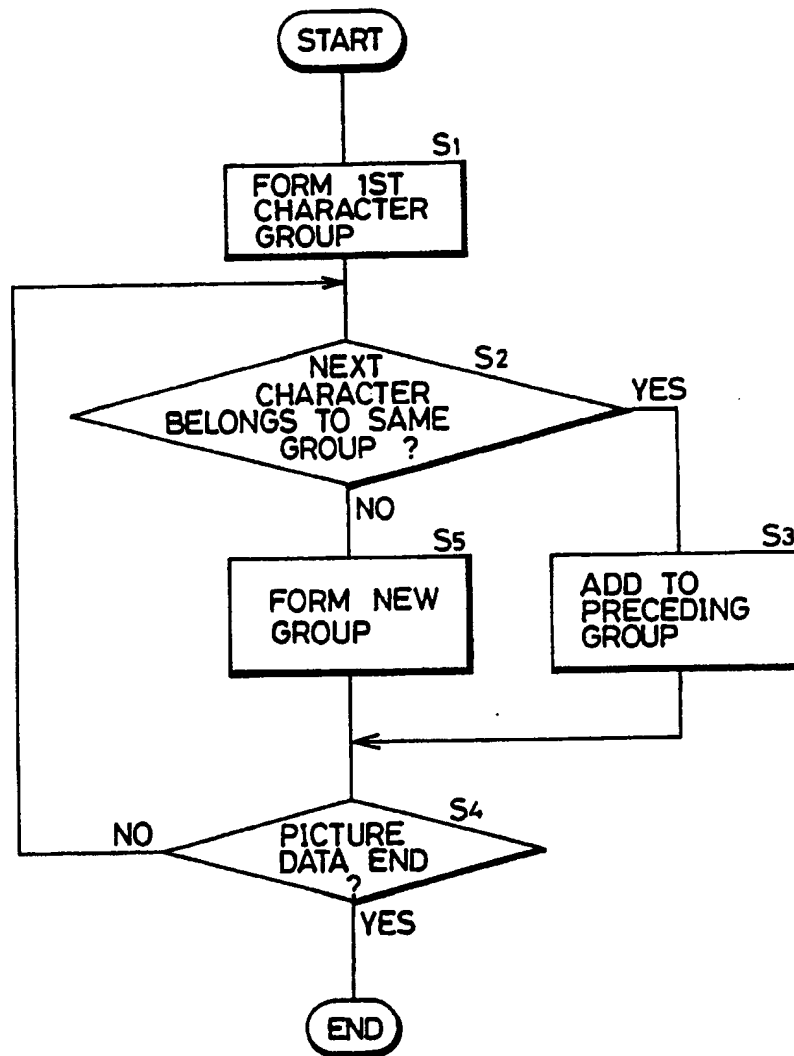 START
S1
FORM 1ST
CHARACTER
GROUP
S2
NEXT
CHARACTER
BELONGS TO SAME
GROUP ?
YES
NO
S5
FORM NEW
GROUP
S3
ADD TO
PRECEDING
GROUP
S4
NO
PICTURE
DATA END
?
YES
END